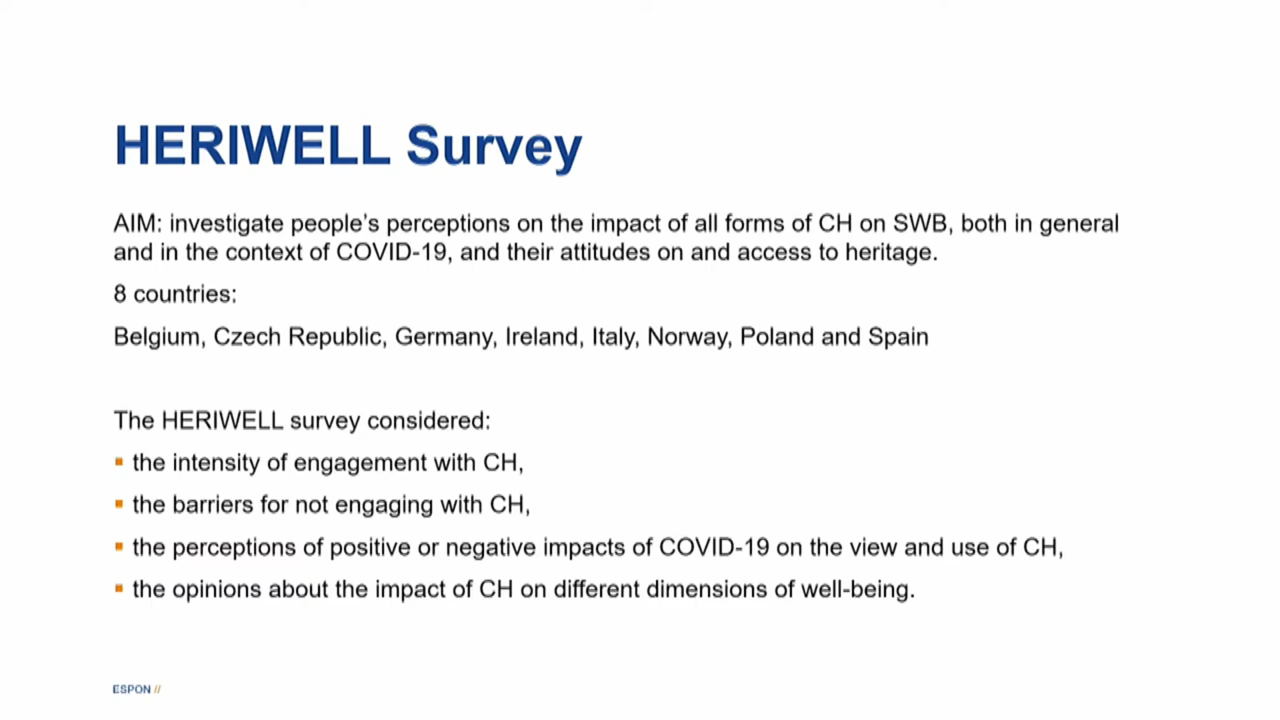 HERIWELL Survey
AIM: investigate people’s perceptions on the impact of all forms of CH on SWB, both in general
and in the context of COVID-19, and their attitudes on and access to heritage.
8 countries:
Belgium, Czech Republic, Germany, Ireland, Italy, Norway, Poland and Spain
The HERIWELL survey considered:
▪ the intensity of engagement with CH,
▪ the barriers for not engaging with CH,
▪ the perceptions of positive or negative impacts of COVID-19 on the view and use of CH,
▪ the opinions about the impact of CH on different dimensions of well-being.
ESPON //